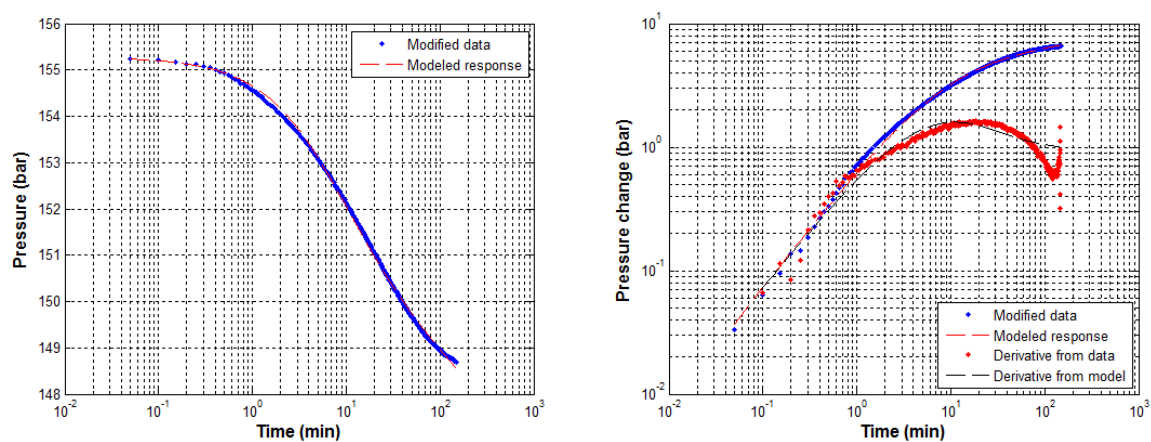 156
155
154
153
152
151
150
149
148
Pressure (bar)
10^-2
10^-1
10^0
10^1
10^2
10^3
Time (min)
Modified data
Modeled response
10^1
10^0
10^-1
10^-2
Pressure change (bar)
10^-2
10^-1
10^0
10^1
10^2
10^3
Time (min)
Modified data
Modeled response
Derivative from data
Derivative from model